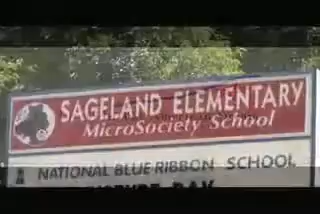 SAGELAND ELEMENTARY
MicroSociety School
NATIONAL BLUE RIBBON SCHOOL